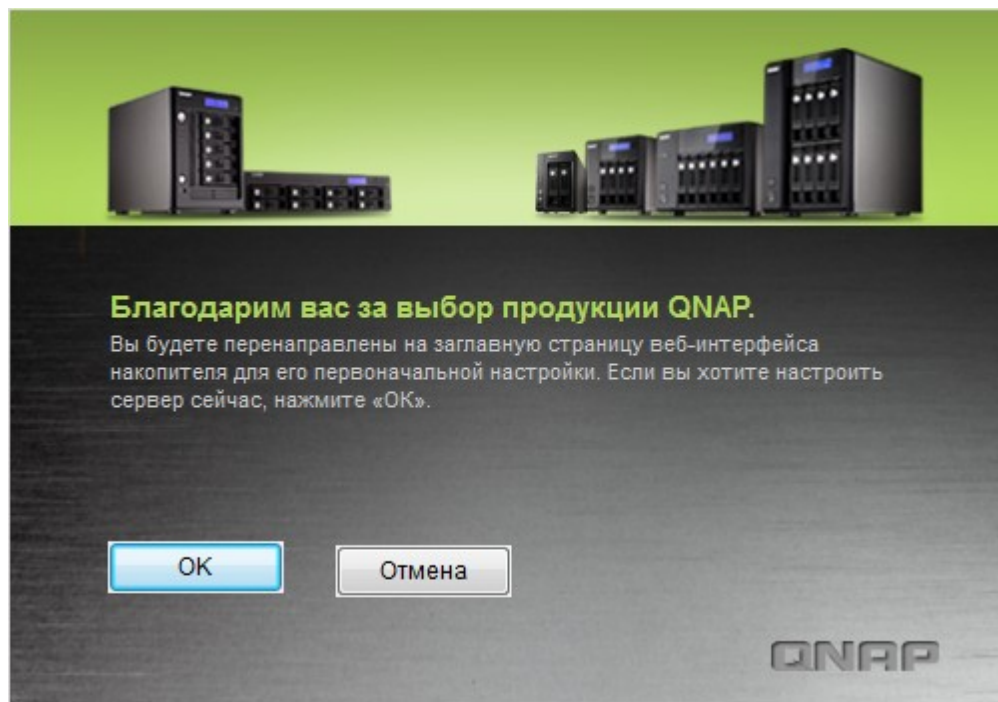 Благодарим вас за выбор продукции QNAP.
Вы будете перенаправлены на заглавную страницу веб-интерфейса
накопителя для его первоначальной настройки. Если вы хотите настроить
сервер сейчас, нажмите «ОК».
OK
Отмена
QNAP